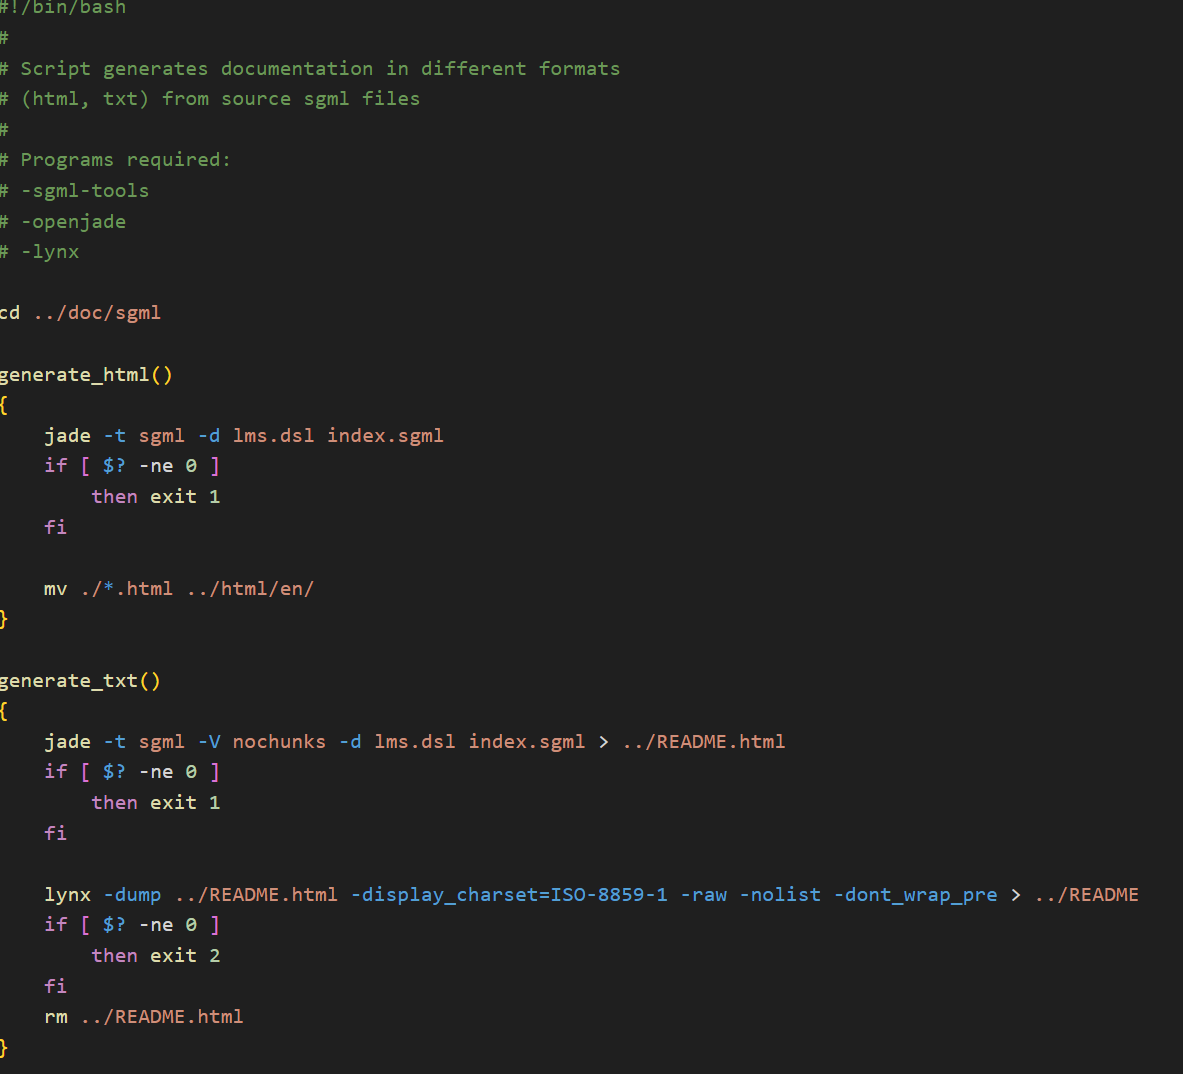 #!/bin/bash
#
# Script generates documentation in different formats
# (html, txt) from source sgml files
#
# Programs required:
# -sgml-tools
# -openjade
# -lynx
cd ../doc/sgml
generate_html()
{
jade -t sgml -d lms.dsl index.sgml
if [ $? -ne 0 ]
then exit 1
fi
mv ./*.html ../html/en/
}
generate_txt()
{
jade -t sgml -V nochunks -d lms.dsl index.sgml > ../README.html
if [ $? -ne 0 ]
then exit 1
fi
lynx -dump ../README.html -display_charset=ISO-8859-1 -raw -nolist -dont_wrap_pre > ../README
if [ $? -ne 0 ]
then exit 2
fi
rm ../README.html
}